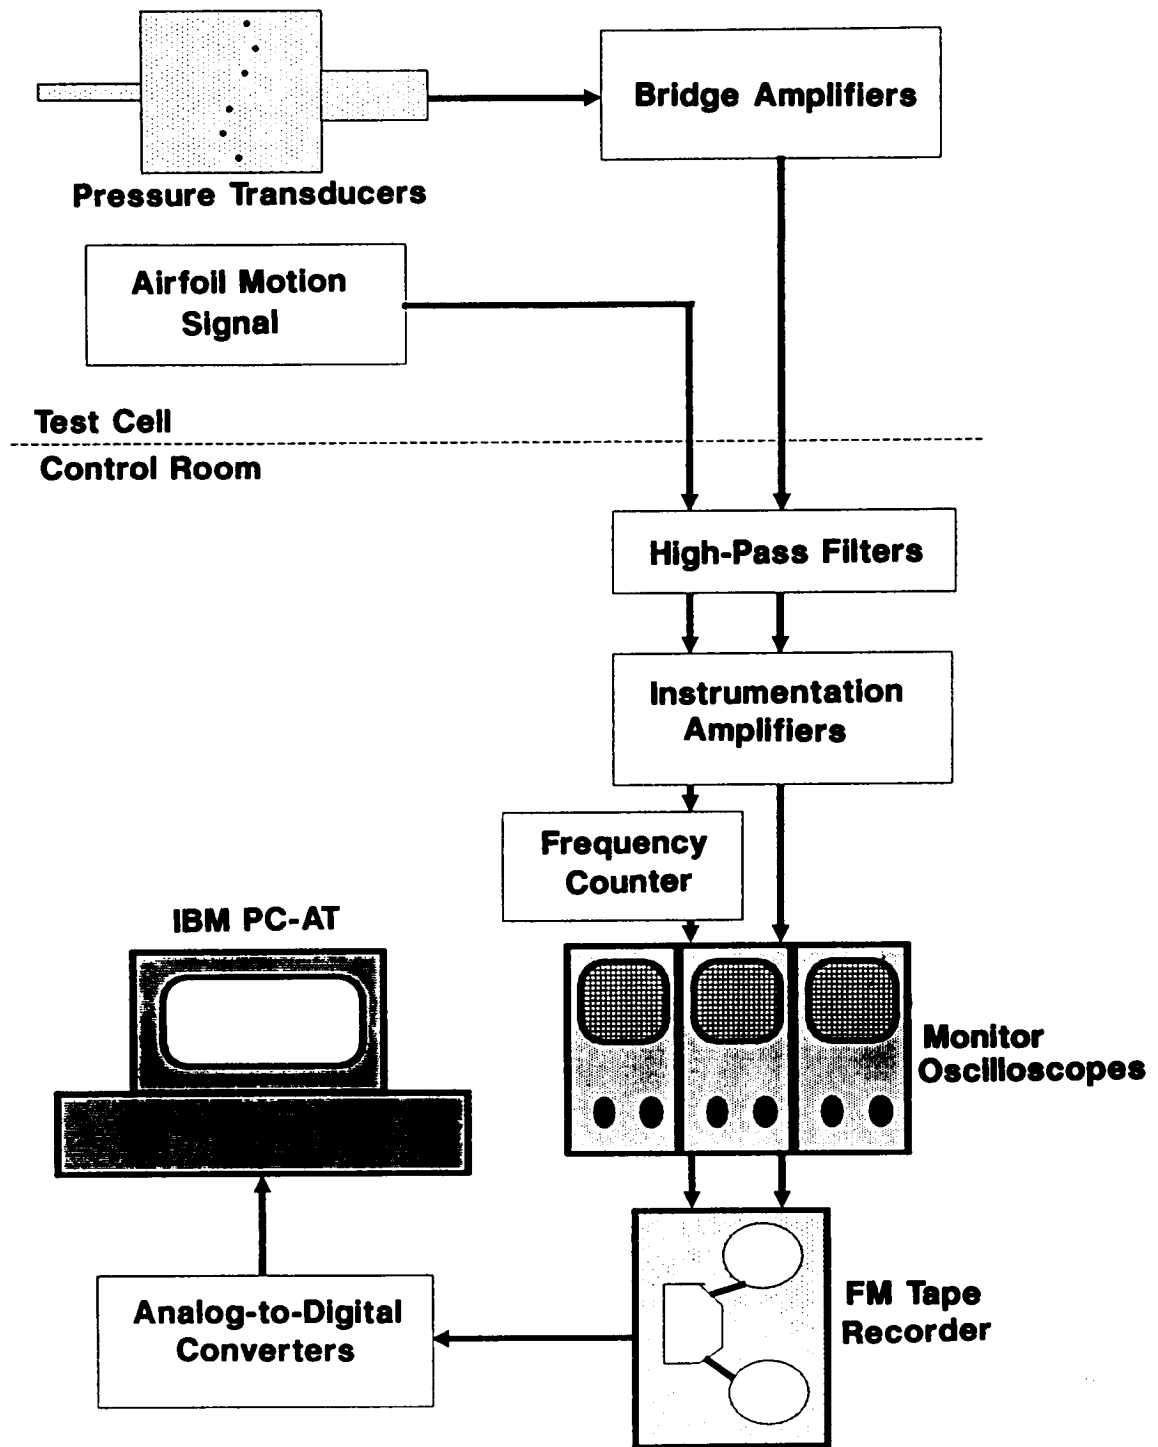 Bridge Amplifiers
Pressure Transducers
Airfoil Motion
Signal
Test Cell
Control Room
High-Pass Filters
Instrumentation
Amplifiers
Frequency
Counter
IBM PC-AT
Monitor
Oscilloscopes
FM Tape
Recorder
Analog-to-Digital
Converters